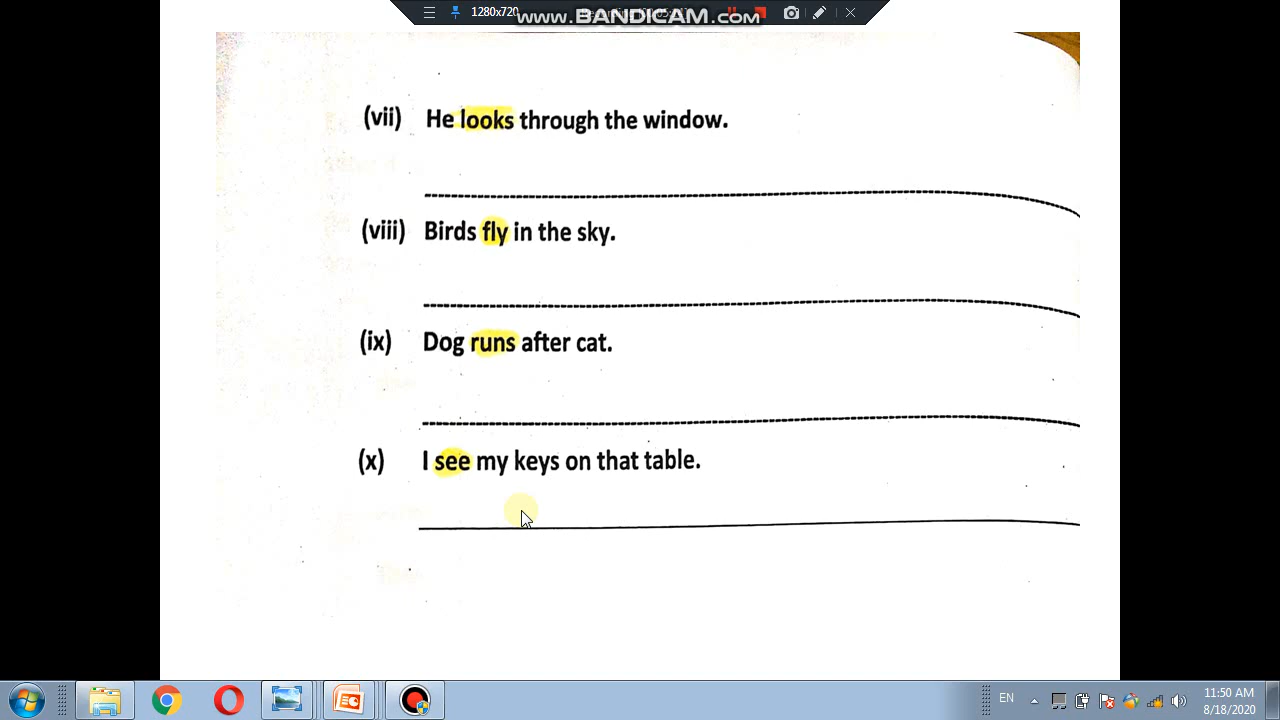 1280x720
www.BANDICAM.com
(vii) He looks through the window.
(viii) Birds fly in the sky.
(ix) Dog runs after cat.
(x) I see my keys on that table.
EN
11:50 AM
8/18/2020